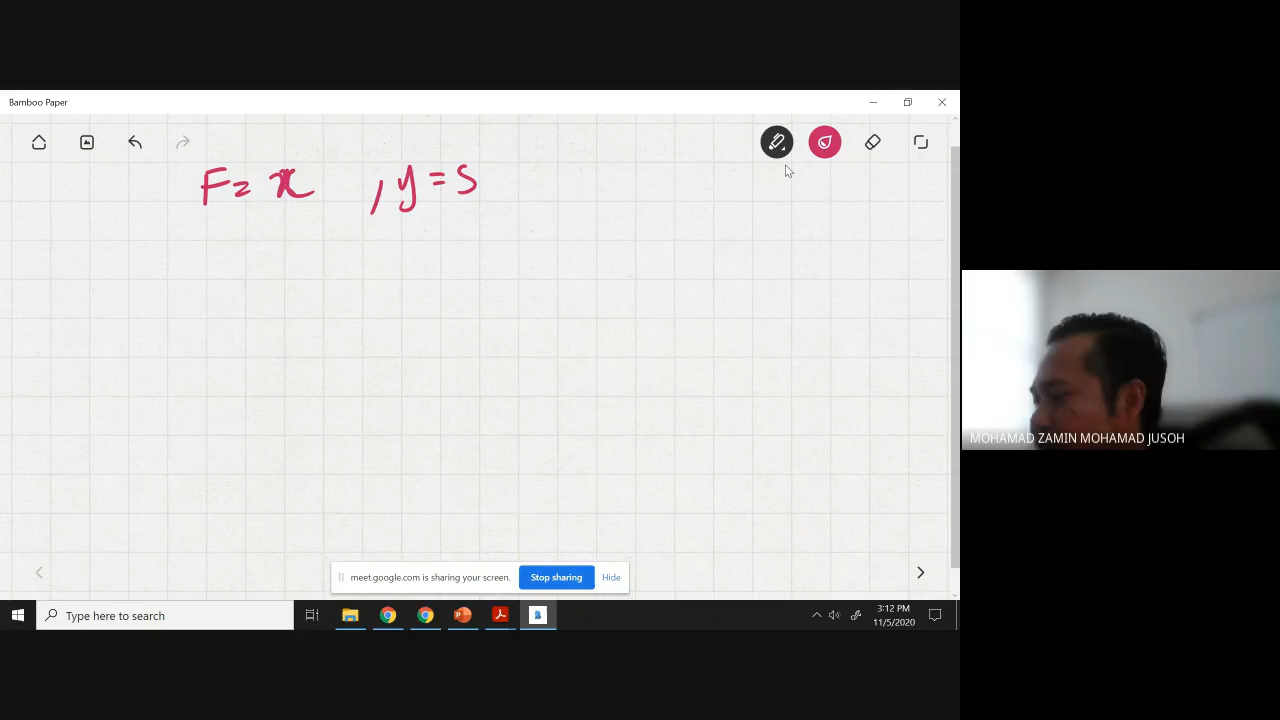 Bamboo Paper
F= x , y = s
MOHAMAD ZAMIN MOHAMAD JUSOH
meet.google.com is sharing your screen. Stop sharing Hide
Type here to search
3:12 PM
11/5/2020